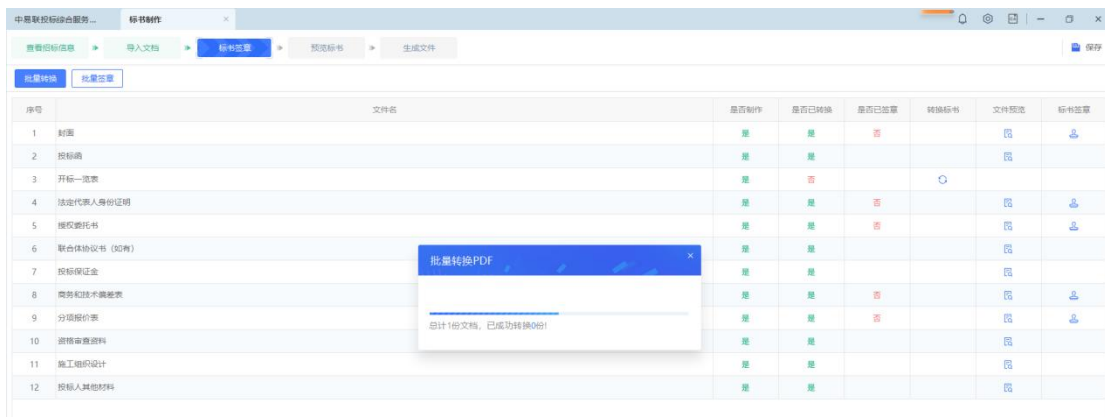 中易联投标综合服务... 标书制作 ×
查看招标信息 导入文档 标书签章 预览标书 生成文件 保存
批量转换 批量签章
序号 文件名 是否制作 是否已转换 是否已签章 转换标书 文件预览 标书签章
1 封面 是 是 否
2 投标函 是 是
3 开标一览表 是 否
4 法定代表人身份证明 是 是 否
5 授权委托书 是 是 否
6 联合体协议书（如有） 是 是
7 投标保证金 是 是
8 商务和技术偏差表 是 是 否
9 分项报价表 是 是 否
10 资格审查资料 是 是
11 施工组织设计 是 是
12 投标人其他材料 是 是
批量转换PDF ×
总计1份文档，已成功转换0份!